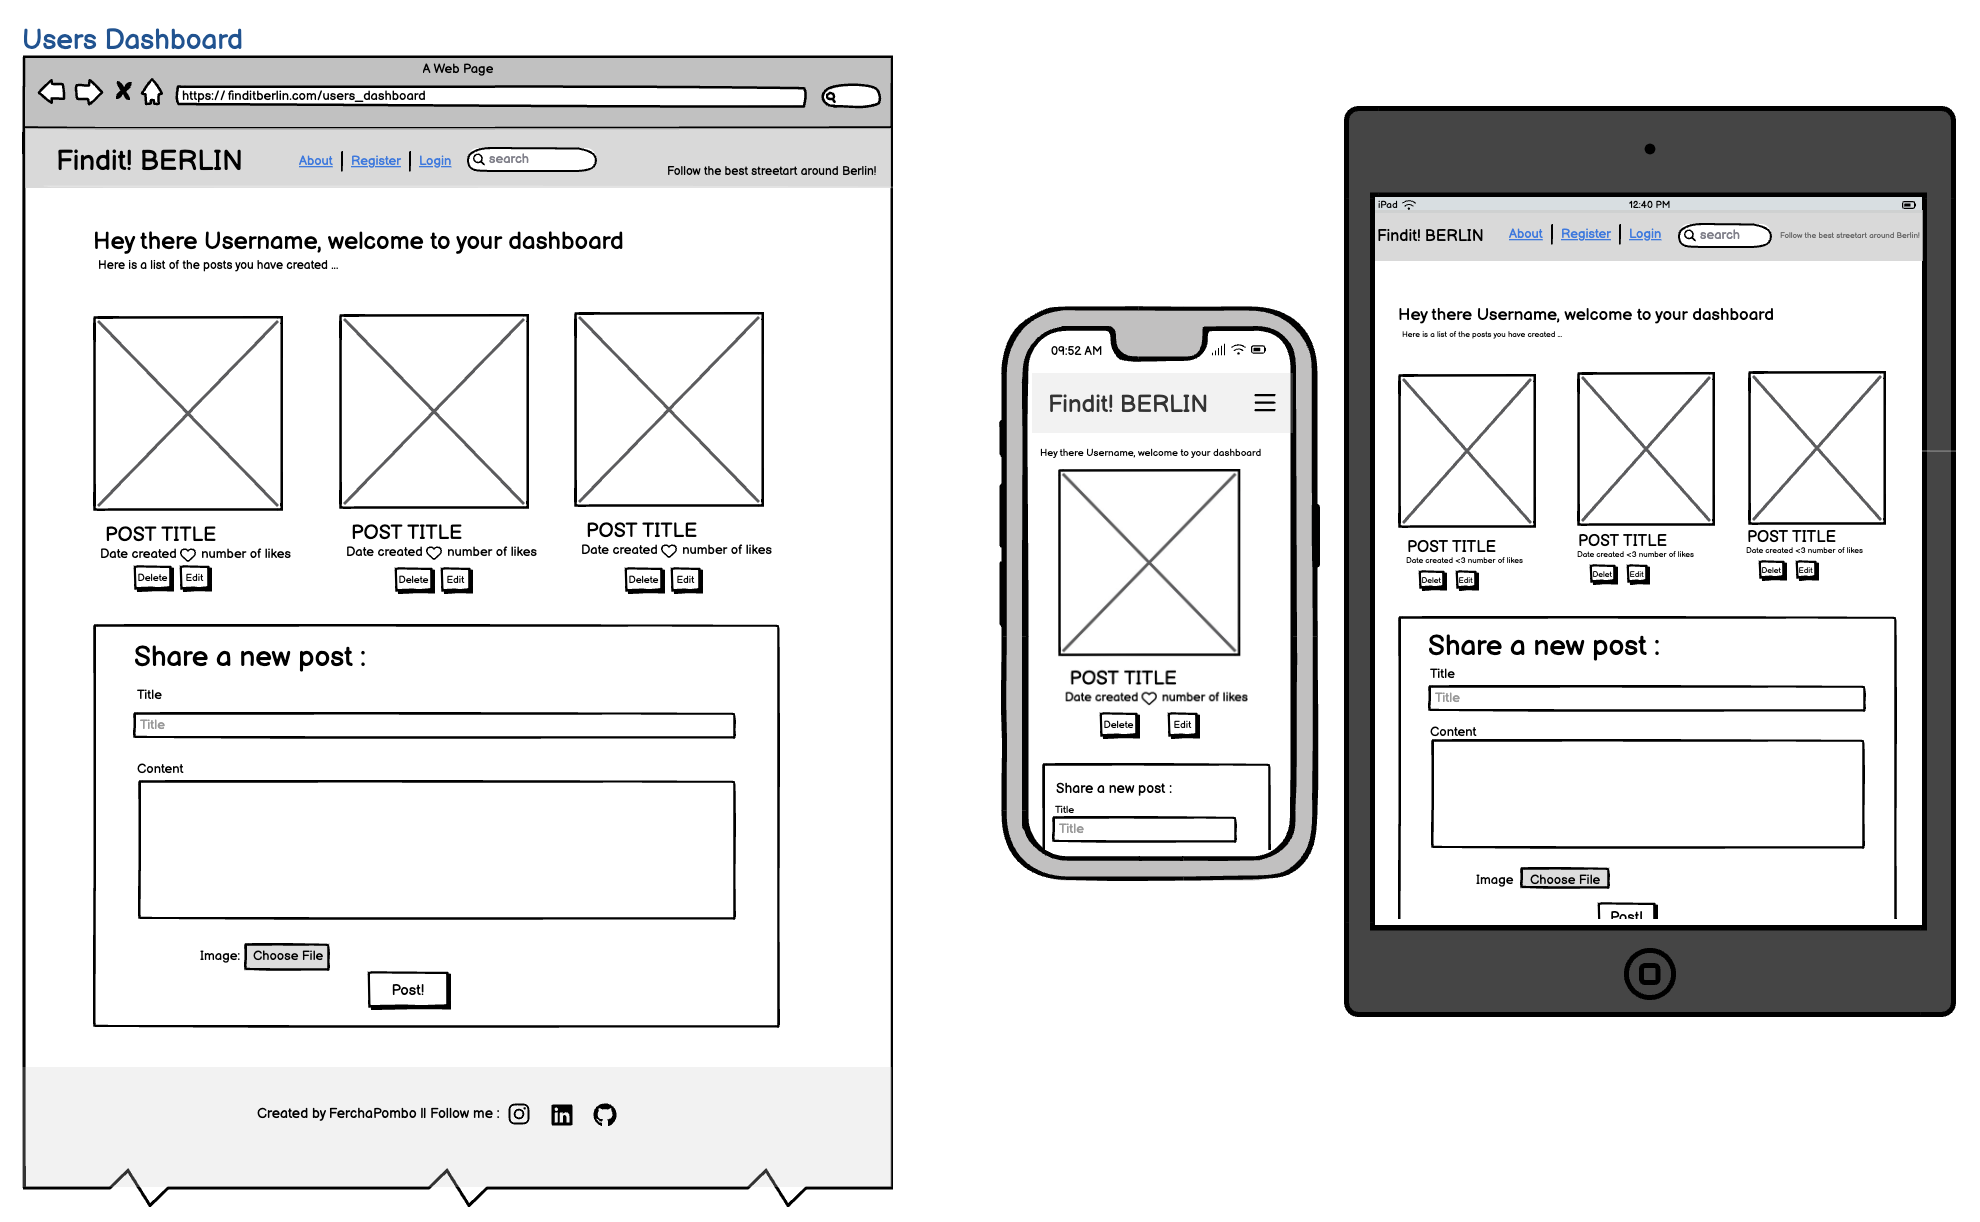 Users Dashboard
A Web Page
https:// finditberlin.com/users_dashboard
Findit! BERLIN
About | Register | Login
search
Follow the best streetart around Berlin!
Hey there Username, welcome to your dashboard
Here is a list of the posts you have created ...
POST TITLE
Date created ♡ number of likes
Delete Edit
POST TITLE
Date created ♡ number of likes
Delete Edit
POST TITLE
Date created ♡ number of likes
Delete Edit
Share a new post :
Title
Title
Content
Image: Choose File
Post!
Created by FerchaPombo || Follow me :
09:52 AM
Findit! BERLIN
Hey there Username, welcome to your dashboard
POST TITLE
Date created ♡ number of likes
Delete Edit
Share a new post :
Title
Title
iPad 12:40 PM
Findit! BERLIN
About | Register | Login
search
Follow the best streetart around Berlin!
Hey there Username, welcome to your dashboard
Here is a list of the posts you have created ...
POST TITLE
Date created <3 number of likes
Delet Edit
POST TITLE
Date created <3 number of likes
Delet Edit
POST TITLE
Date created <3 number of likes
Delet Edit
Share a new post :
Title
Title
Content
Image Choose File
Post!